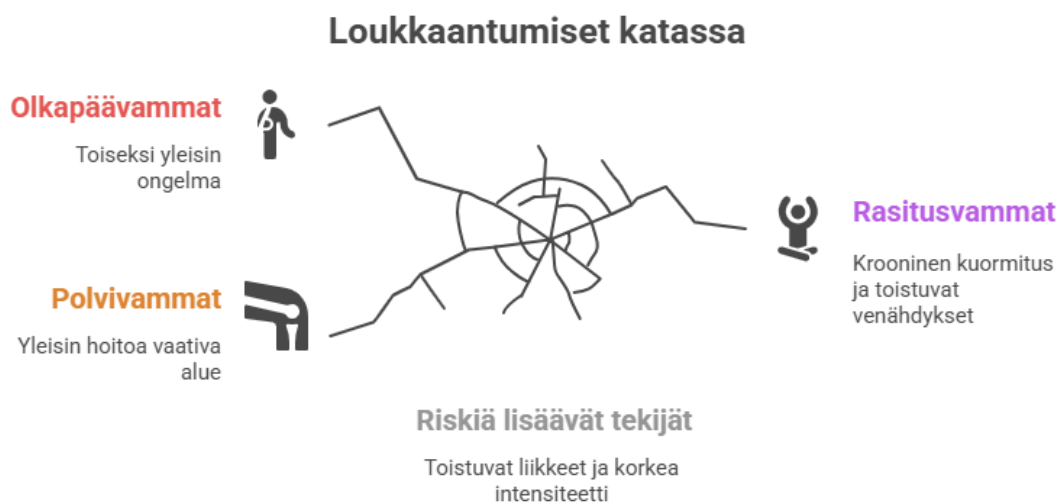 Loukkaantumiset katassa
Olkapäävammat
Toiseksi yleisin
ongelma
Polvivammat
Yleisin hoitoa vaativa
alue
Rasitusvammat
Krooninen kuormitus
ja toistuvat
venähdykset
Riskiä lisäävät tekijät
Toistuvat liikkeet ja korkea
intensiteetti